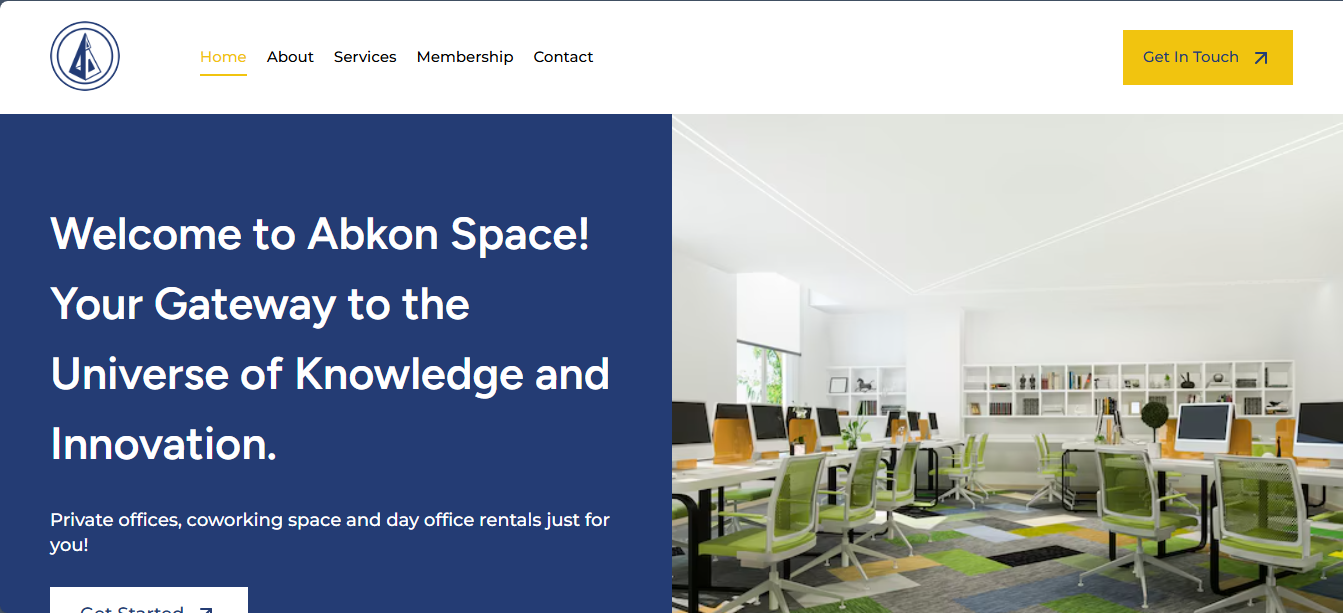 Home About Services Membership Contact
Get In Touch
Welcome to Abkon Space!
Your Gateway to the
Universe of Knowledge and
Innovation.
Private offices, coworking space and day office rentals just for
you!
Get Started